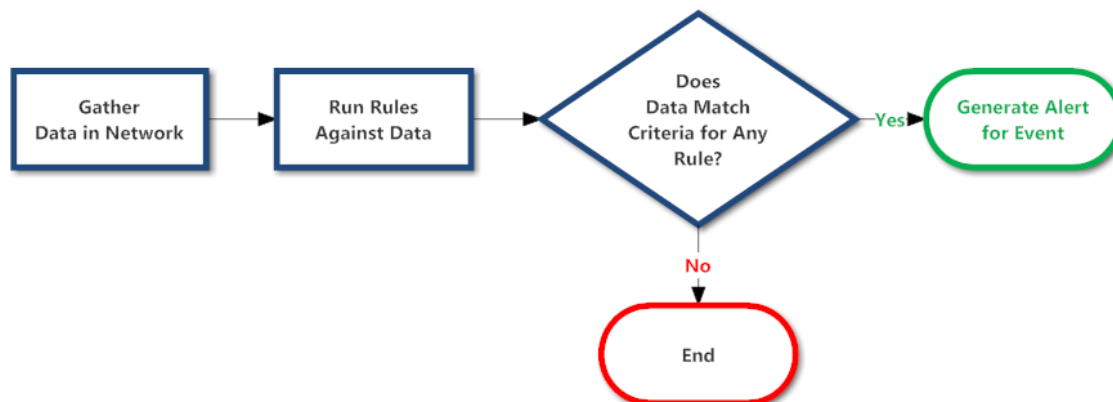 Gather
Data in Network
Run Rules
Against Data
Does
Data Match
Criteria for Any
Rule?
Yes
Generate Alert
for Event
No
End